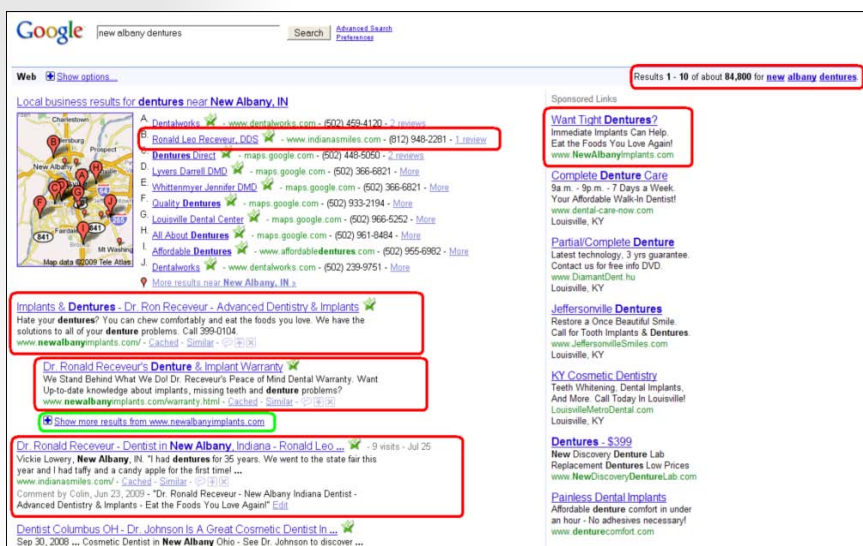 Google
new albany dentures
Search
Advanced Search
Preferences
Web Show options...
Results 1 - 10 of about 84,800 for new albany dentures.
Local business results for dentures near New Albany, IN
Charlestown
Prospect
New Albany
841
265
841
Mt Washing
Map data ©2009 Tele Atlas
A. Dentalworks - www.dentalworks.com - (502) 459-4120 - 2 reviews
B. Ronald Leo Receveur, DDS - www.indianasmiles.com - (812) 948-2281 - 1 review
Dentures Direct - maps.google.com - (502) 448-5050 - 2 reviews
D. Lyvers Darrell DMD - maps.google.com - (502) 366-6821 - More
E. Whittenmyer Jennifer DMD - maps.google.com - (502) 366-6821 - More
F. Quality Dentures - maps.google.com - (502) 933-2194 - More
G. Louisville Dental Center - maps.google.com - (502) 966-5252 - More
H. All About Dentures - maps.google.com - (502) 961-8484 - More
I. Affordable Dentures - www.affordabledentures.com - (502) 955-6982 - More
J. Dentalworks - www.dentalworks.com - (502) 239-9751 - More
More results near New Albany, IN »
Implants & Dentures - Dr. Ron Receveur - Advanced Dentistry & Implants
Hate your dentures? You can chew comfortably and eat the foods you love. We have the
solutions to all of your denture problems. Call 399-0104.
www.newalbanyimplants.com/ - Cached - Similar -
Dr. Ronald Receveur's Denture & Implant Warranty
We Stand Behind What We Do! Dr. Receveur's Peace of Mind Dental Warranty. Want
Up-to-date knowledge about implants, missing teeth and denture problems?
www.newalbanyimplants.com/warranty.html - Cached - Similar -
Show more results from www.newalbanyimplants.com
Dr. Ronald Receveur - Dentist in New Albany, Indiana - Ronald Leo ... - 9 visits - Jul 25
Vickie Lowery, New Albany, IN. "I had dentures for 35 years. We went to the state fair this
year and I had taffy and a candy apple for the first time! ...
www.indianasmiles.com/ - Cached - Similar -
Comment by Colin, Jun 23, 2009 - "Dr. Ronald Receveur - New Albany Indiana Dentist -
Advanced Dentistry & Implants - Eat the Foods You Love Again!" Edit
Dentist Columbus OH - Dr. Johnson Is A Great Cosmetic Dentist In ...
Sep 30, 2008 ... Cosmetic Dentist in New Albany Ohio - See Dr. Johnson to discover ...
Sponsored Links
Want Tight Dentures?
Immediate Implants Can Help.
Eat the Foods You Love Again!
www.NewAlbanyImplants.com
Complete Denture Care
9a.m. - 9p.m. - 7 Days a Week.
Your Affordable Walk-In Dentist!
www.dental-care-now.com
Louisville, KY
Partial/Complete Denture
Latest technology, 3 yrs guarantee.
Contact us for free info DVD.
www.DiamantDent.hu
Louisville, KY
Jeffersonville Dentures
Restore a Once Beautiful Smile.
Call for Tooth Implants & Dentures.
www.JeffersonvilleSmiles.com
Louisville, KY
KY Cosmetic Dentistry
Teeth Whitening, Dental Implants,
And More. Call Today In Louisville!
LouisvilleMetroDental.com
Louisville, KY
Dentures - $399
New Discovery Denture Lab
Replacement Dentures Low Prices
www.NewDiscoveryDentureLab.com
Painless Dental Implants
Affordable denture comfort in under
an hour - No adhesives necessary!
www.denturecomfort.com